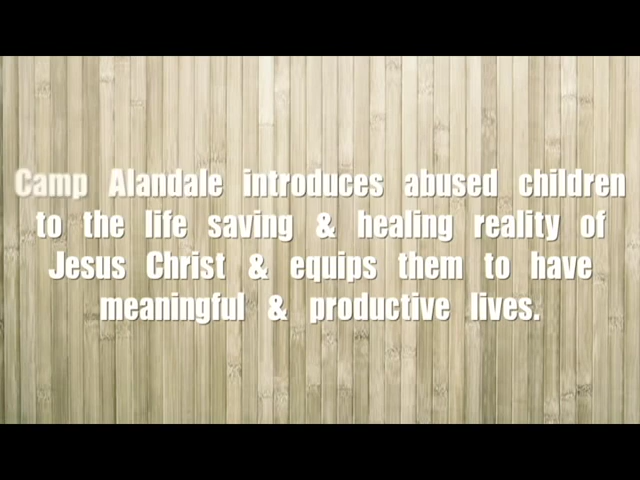 Camp Alandale introduces abused children
to the life saving & healing reality of
Jesus Christ & equips them to have
meaningful & productive lives.